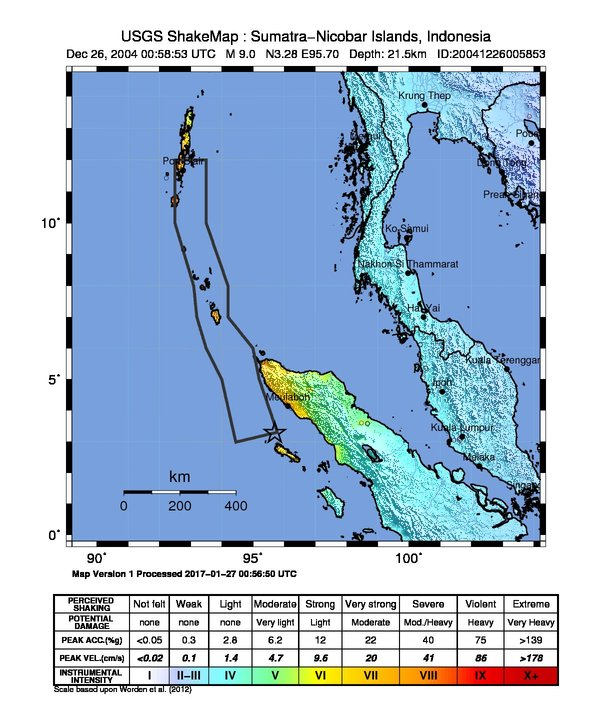 USGS ShakeMap : Sumatra−Nicobar Islands, Indonesia
Dec 26, 2004 00:58:53 UTC M 9.0 N3.28 E95.70 Depth: 21.5km ID:20041226005853
Krung Thep
10˚
Ko Samui
Nakhon Si Thammarat
Hat Yai
5˚
Kuala Terengganu
Meulaboh
Ipoh
Kuala Lumpur
Melaka
km
0 200 400
0˚
90˚ 95˚ 100˚
Map Version 1 Processed 2017−01−27 00:56:50 UTC
PERCEIVED SHAKING Not felt Weak Light Moderate Strong Very strong Severe Violent Extreme
POTENTIAL DAMAGE none none none Very light Light Moderate Mod./Heavy Heavy Very Heavy
PEAK ACC.(%g) <0.05 0.3 2.8 6.2 12 22 40 75 >139
PEAK VEL.(cm/s) <0.02 0.1 1.4 4.7 9.6 20 41 86 >178
INSTRUMENTAL INTENSITY I II−III IV V VI VII VIII IX X+
Scale based upon Worden et al. (2012)